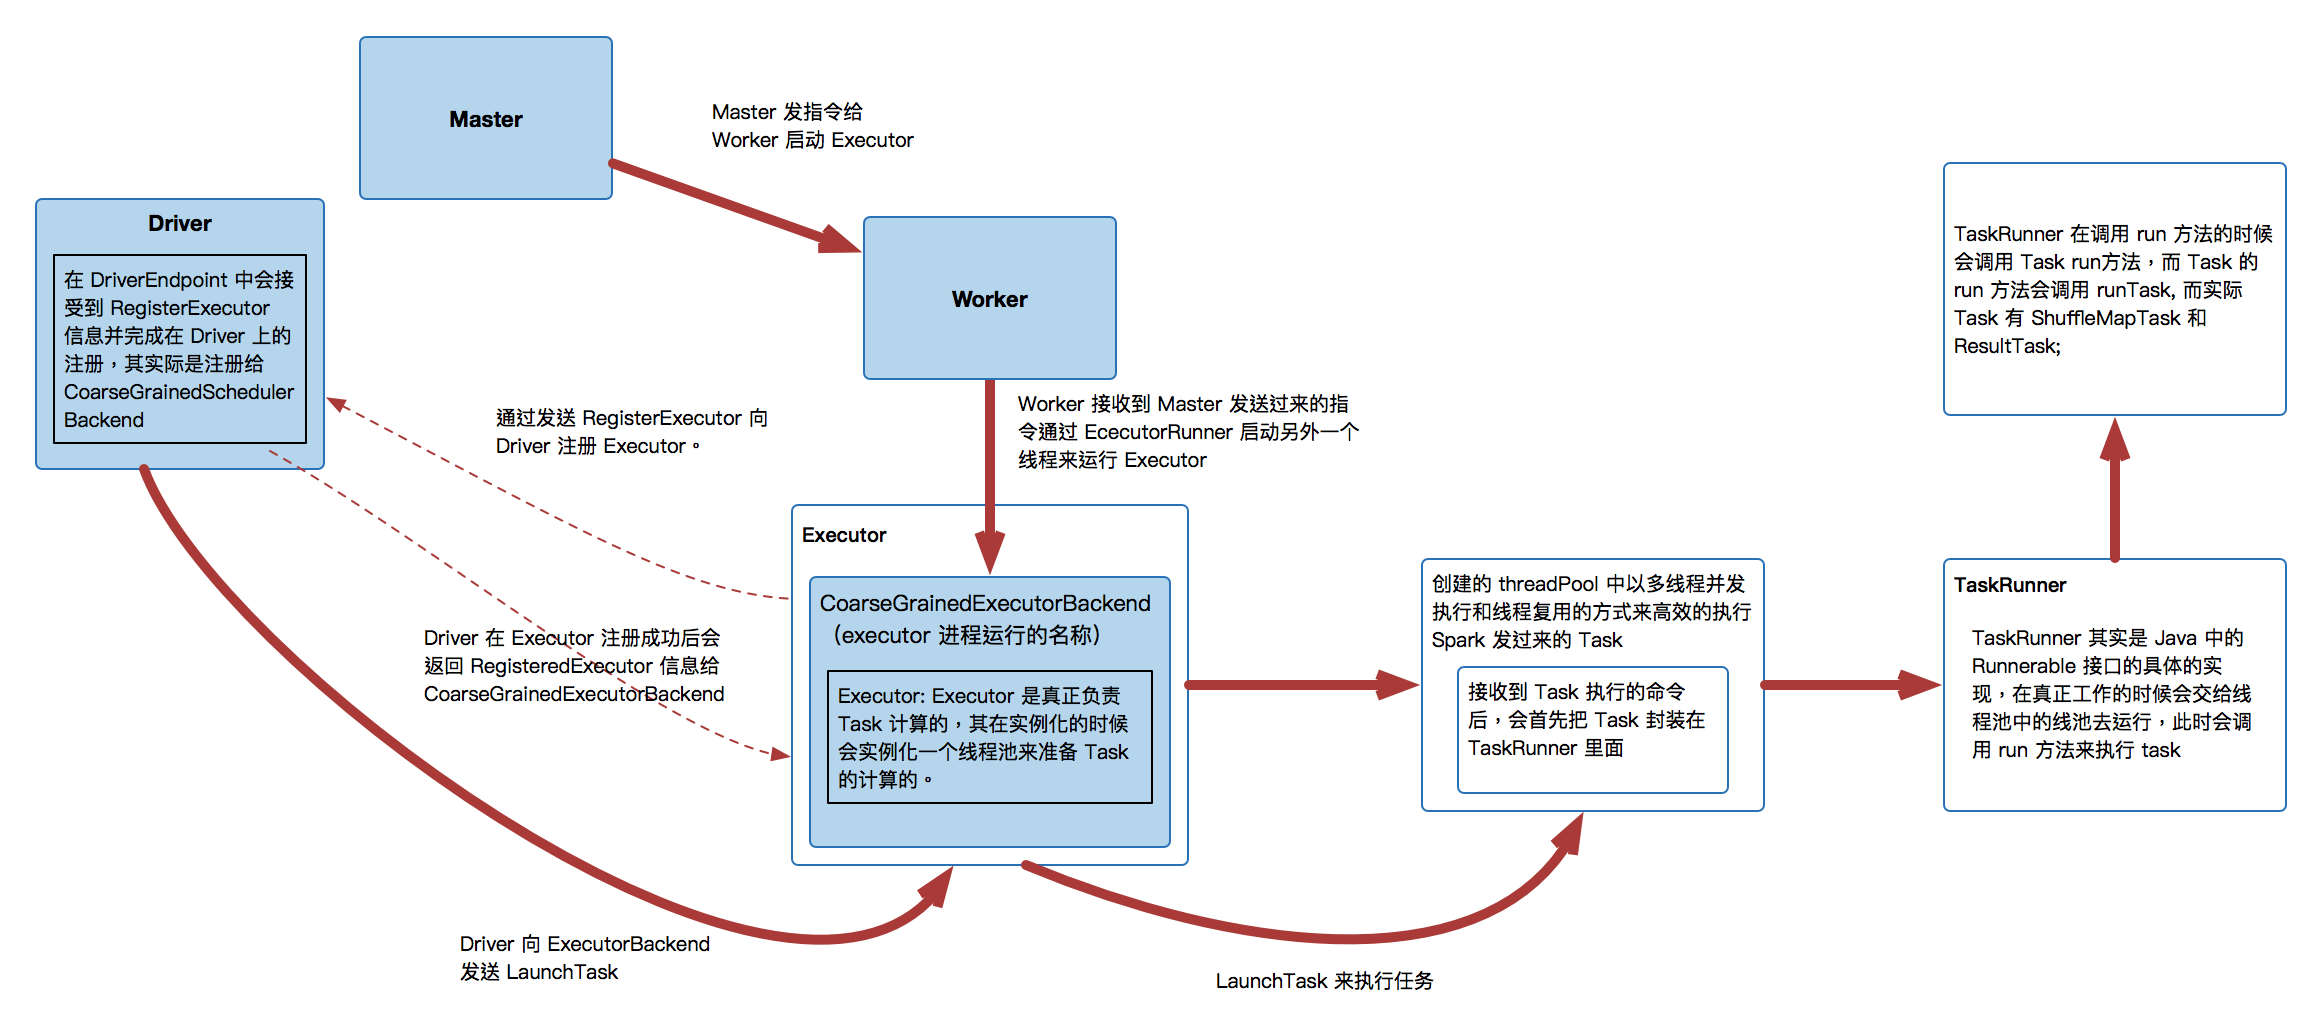 Master
Master 发指令给
Worker 启动 Executor
Driver
在 DriverEndpoint 中会接
受到 RegisterExecutor
信息并完成在 Driver 上的
注册，其实际是注册给
CoarseGrainedScheduler
Backend
Worker
TaskRunner 在调用 run 方法的时候
会调用 Task run方法，而 Task 的
run 方法会调用 runTask, 而实际
Task 有 ShuffleMapTask 和
ResultTask;
通过发送 RegisterExecutor 向
Driver 注册 Executor。
Worker 接收到 Master 发送过来的指
令通过 EcecutorRunner 启动另外一个
线程来运行 Executor
Driver 在 Executor 注册成功后会
返回 RegisteredExecutor 信息给
CoarseGrainedExecutorBackend
Executor
CoarseGrainedExecutorBackend
（executor 进程运行的名称）
Executor: Executor 是真正负责
Task 计算的，其在实例化的时候
会实例化一个线程池来准备 Task
的计算的。
创建的 threadPool 中以多线程并发
执行和线程复用的方式来高效的执行
Spark 发过来的 Task
接收到 Task 执行的命令
后，会首先把 Task 封装在
TaskRunner 里面
TaskRunner
TaskRunner 其实是 Java 中的
Runnerable 接口的具体的实
现，在真正工作的时候会交给线
程池中的线池去运行，此时会调
用 run 方法来执行 task
Driver 向 ExecutorBackend
发送 LaunchTask
LaunchTask 来执行任务